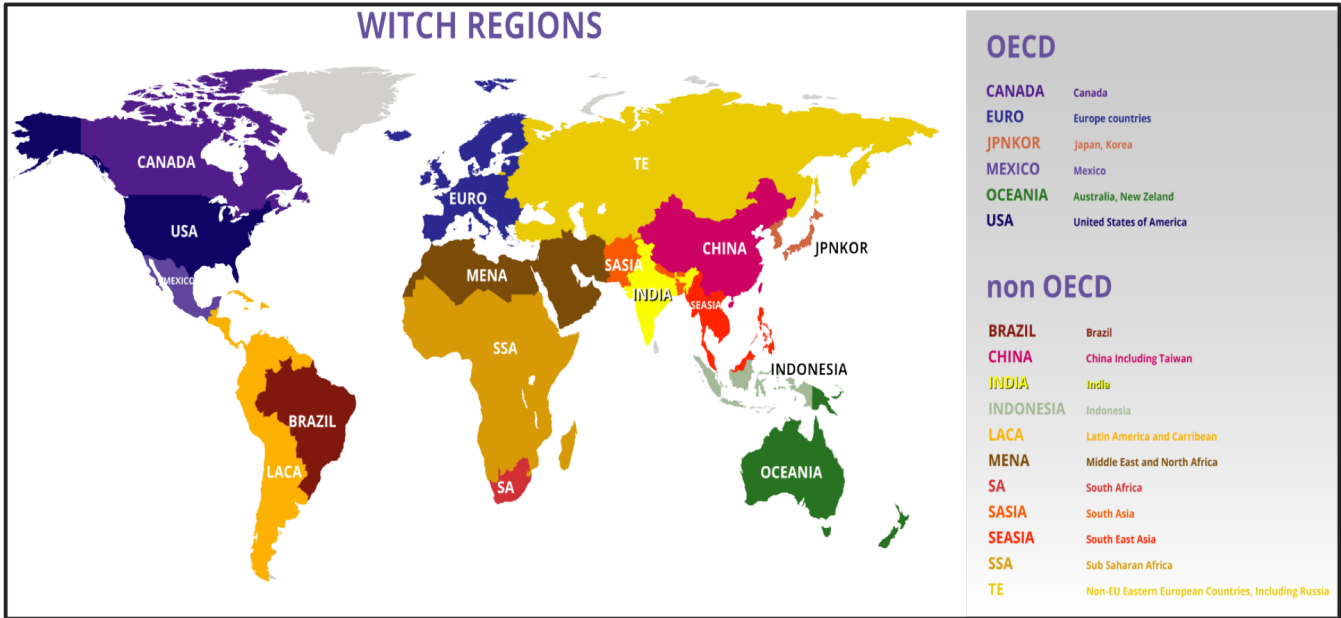 WITCH REGIONS
CANADA
USA
MEXICO
LACA
BRAZIL
EURO
MENA
SSA
SA
TE
SASIA
INDIA
CHINA
SEASIA
JPNKOR
INDONESIA
OCEANIA
OECD
CANADA Canada
EURO Europe countries
JPNKOR Japan, Korea
MEXICO Mexico
OCEANIA Australia, New Zeland
USA United States of America
non OECD
BRAZIL Brazil
CHINA China Including Taiwan
INDIA India
INDONESIA Indonesia
LACA Latin America and Carribean
MENA Middle East and North Africa
SA South Africa
SASIA South Asia
SEASIA South East Asia
SSA Sub Saharan Africa
TE Non-EU Eastern European Countries, Including Russia